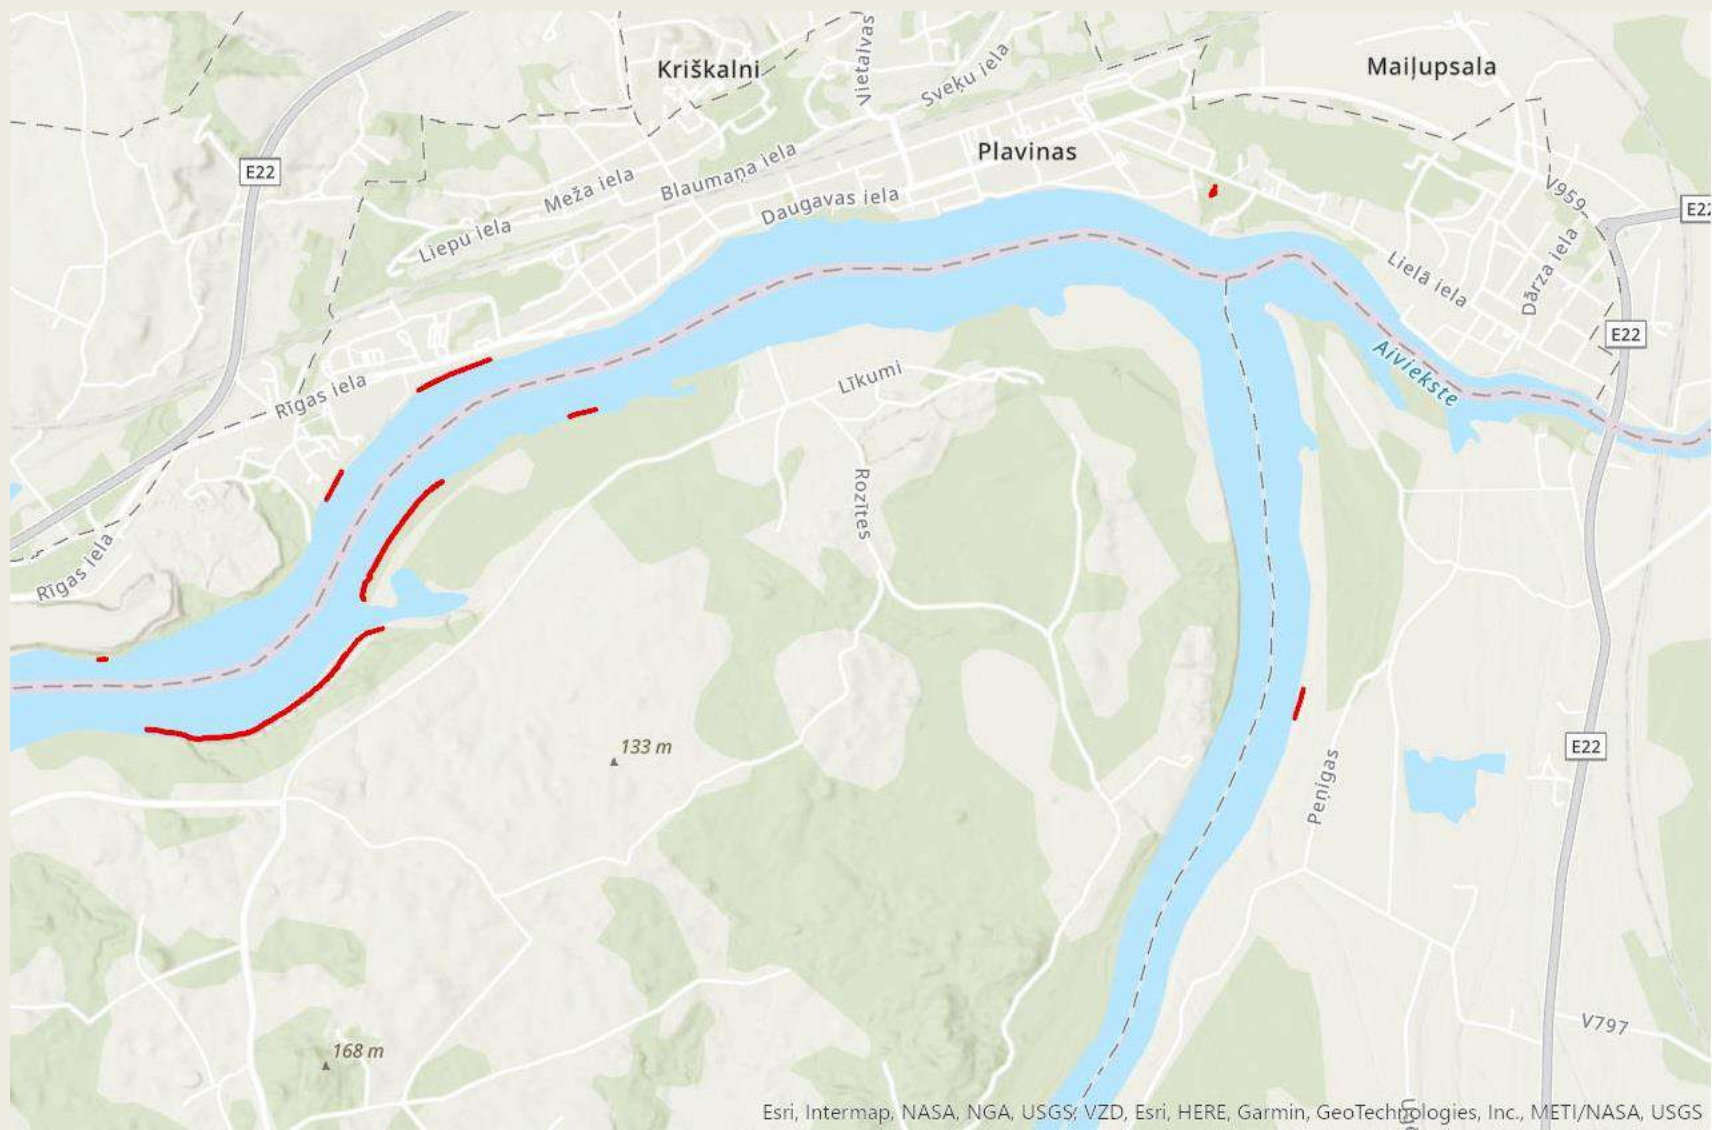 Kriškalni
Vietalvas
Sveķu iela
Maiļupsala
E22
Plavinas
Meža iela
Blaumaņa iela
Daugavas iela
V959
E22
Liepu iela
Lielā iela
Dārza iela
E22
Aiviekste
Rīgas iela
Līkumi
Rozītes
Rīgas iela
133 m
E22
Peņigas
V797
168 m
Esri, Intermap, NASA, NGA, USGS, VZD, Esri, HERE, Garmin, GeoTechnologies, Inc., METI/NASA, USGS